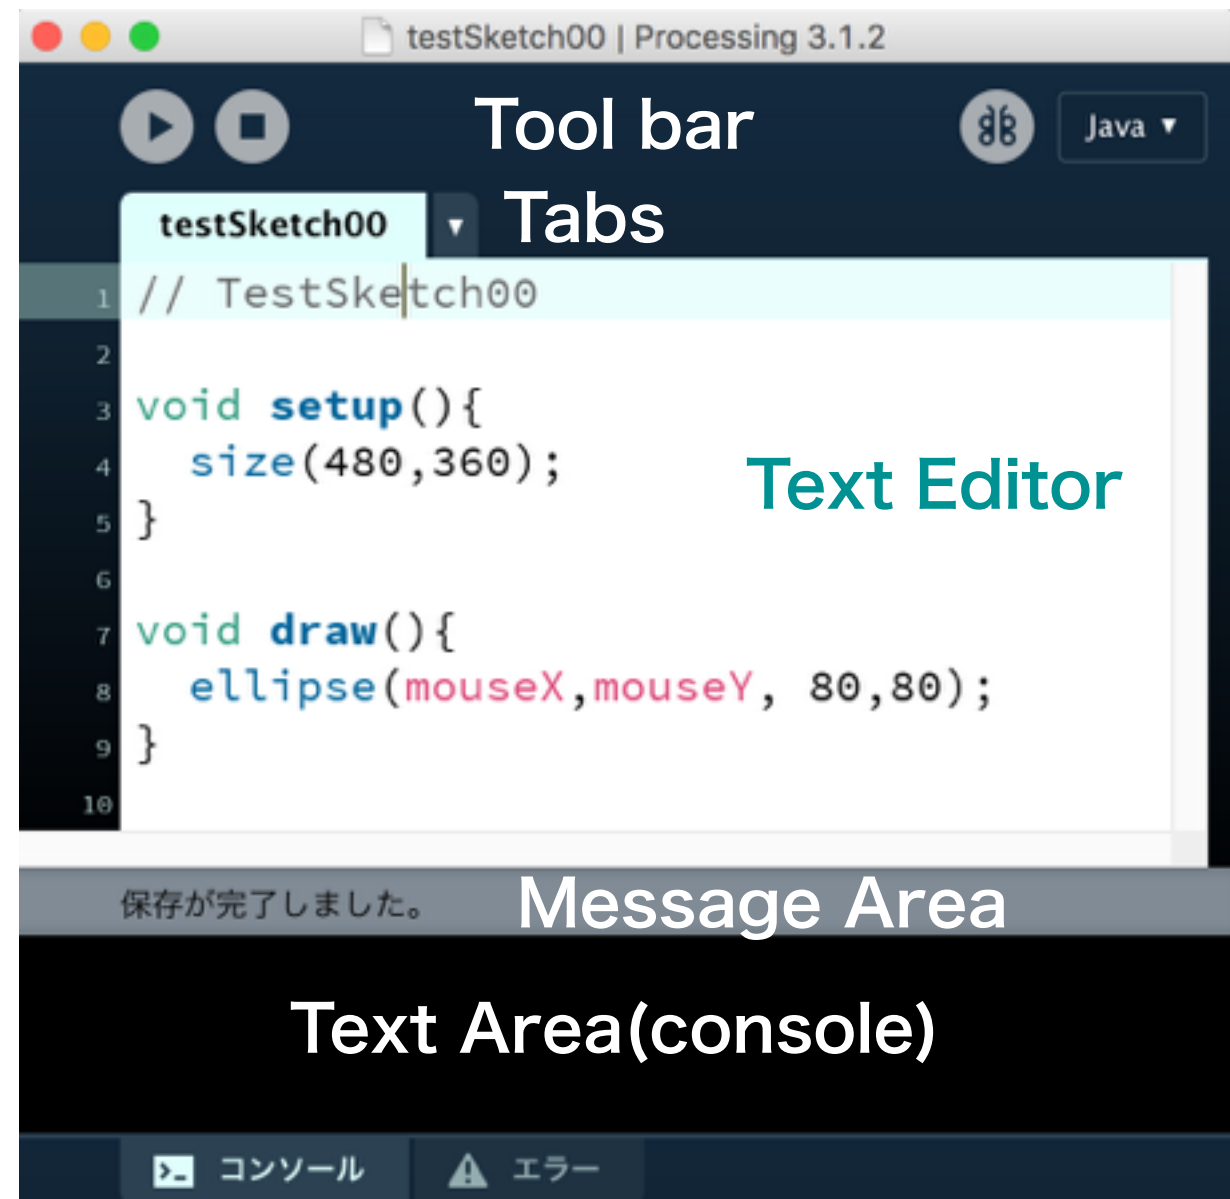 testSketch00 | Processing 3.1.2
Tool bar
Java ▼
testSketch00 ▼ Tabs
1 // TestSketch00
2
3 void setup(){
4   size(480,360);
Text Editor
5 }
6
7 void draw(){
8   ellipse(mouseX,mouseY, 80,80);
9 }
10
保存が完了しました。 Message Area
Text Area(console)
コンソール エラー